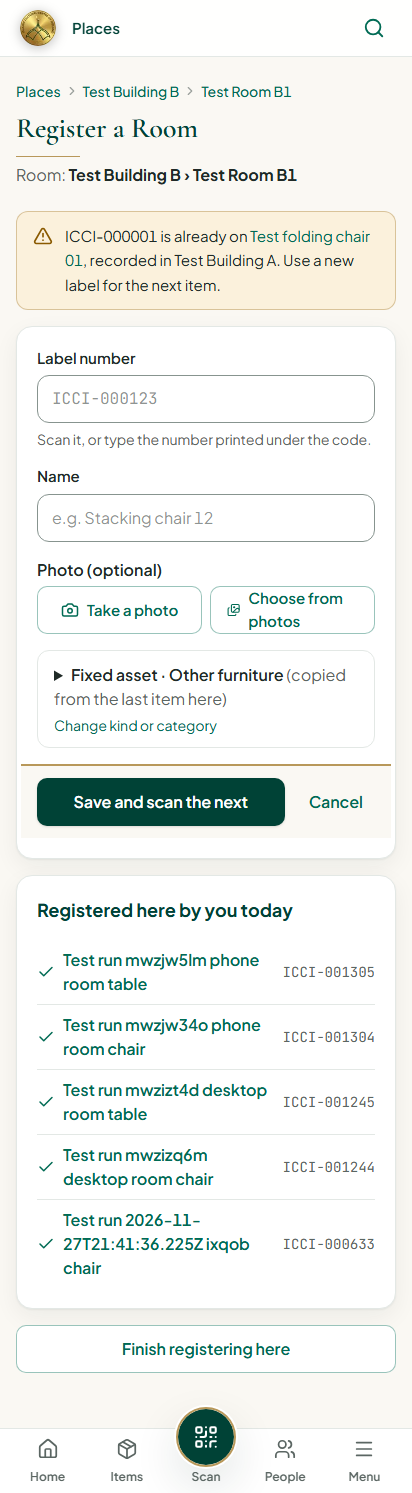 Places
Places > Test Building B > Test Room B1
Register a Room
Room: Test Building B › Test Room B1
ICCI-000001 is already on Test folding chair
01, recorded in Test Building A. Use a new
label for the next item.
Label number
ICCI-000123
Scan it, or type the number printed under the code.
Name
e.g. Stacking chair 12
Photo (optional)
Take a photo
Choose from
photos
Fixed asset · Other furniture (copied
from the last item here)
Change kind or category
Save and scan the next
Cancel
Registered here by you today
Test run mwzjw5lm phone
room table
ICCI-001305
Test run mwzjw34o phone
room chair
ICCI-001304
Test run mwzizt4d desktop
room table
ICCI-001245
Test run mwzizq6m
desktop room chair
ICCI-001244
Test run 2026-11-
27T21:41:36.225Z ixqob
chair
ICCI-000633
Finish registering here
Home
Items
Scan
People
Menu